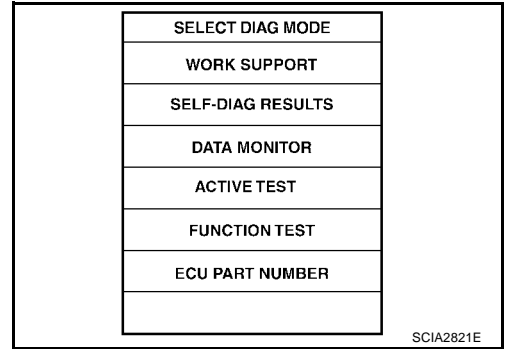 SELECT DIAG MODE
WORK SUPPORT
SELF-DIAG RESULTS
DATA MONITOR
ACTIVE TEST
FUNCTION TEST
ECU PART NUMBER
SCIA2821E